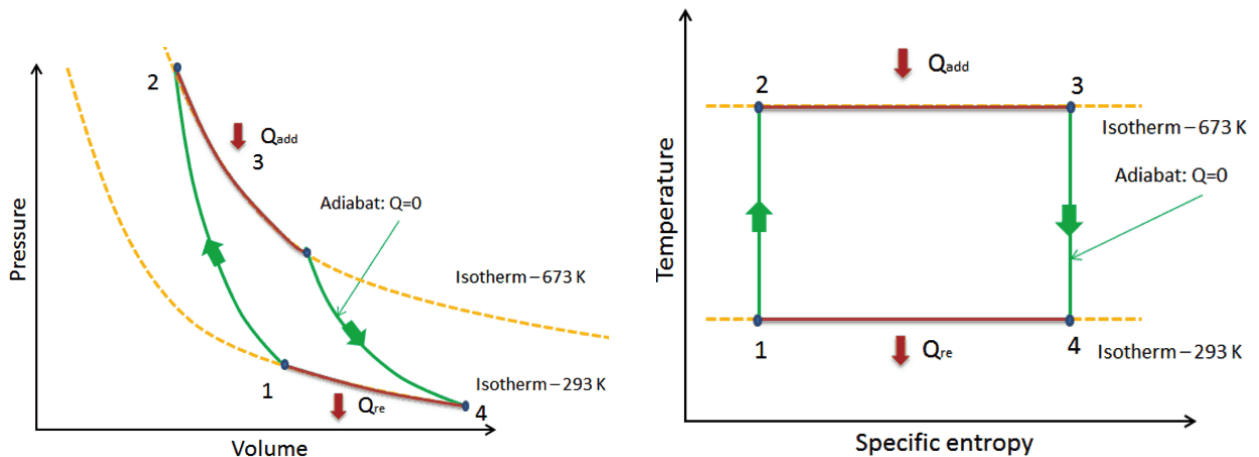 2
Qadd
3
Pressure
Adiabat: Q=0
Isotherm – 673 K
1
Isotherm – 293 K
Qre
4
Volume
Qadd
2
3
Isotherm – 673 K
Adiabat: Q=0
Temperature
1
Qre
4
Isotherm – 293 K
Specific entropy